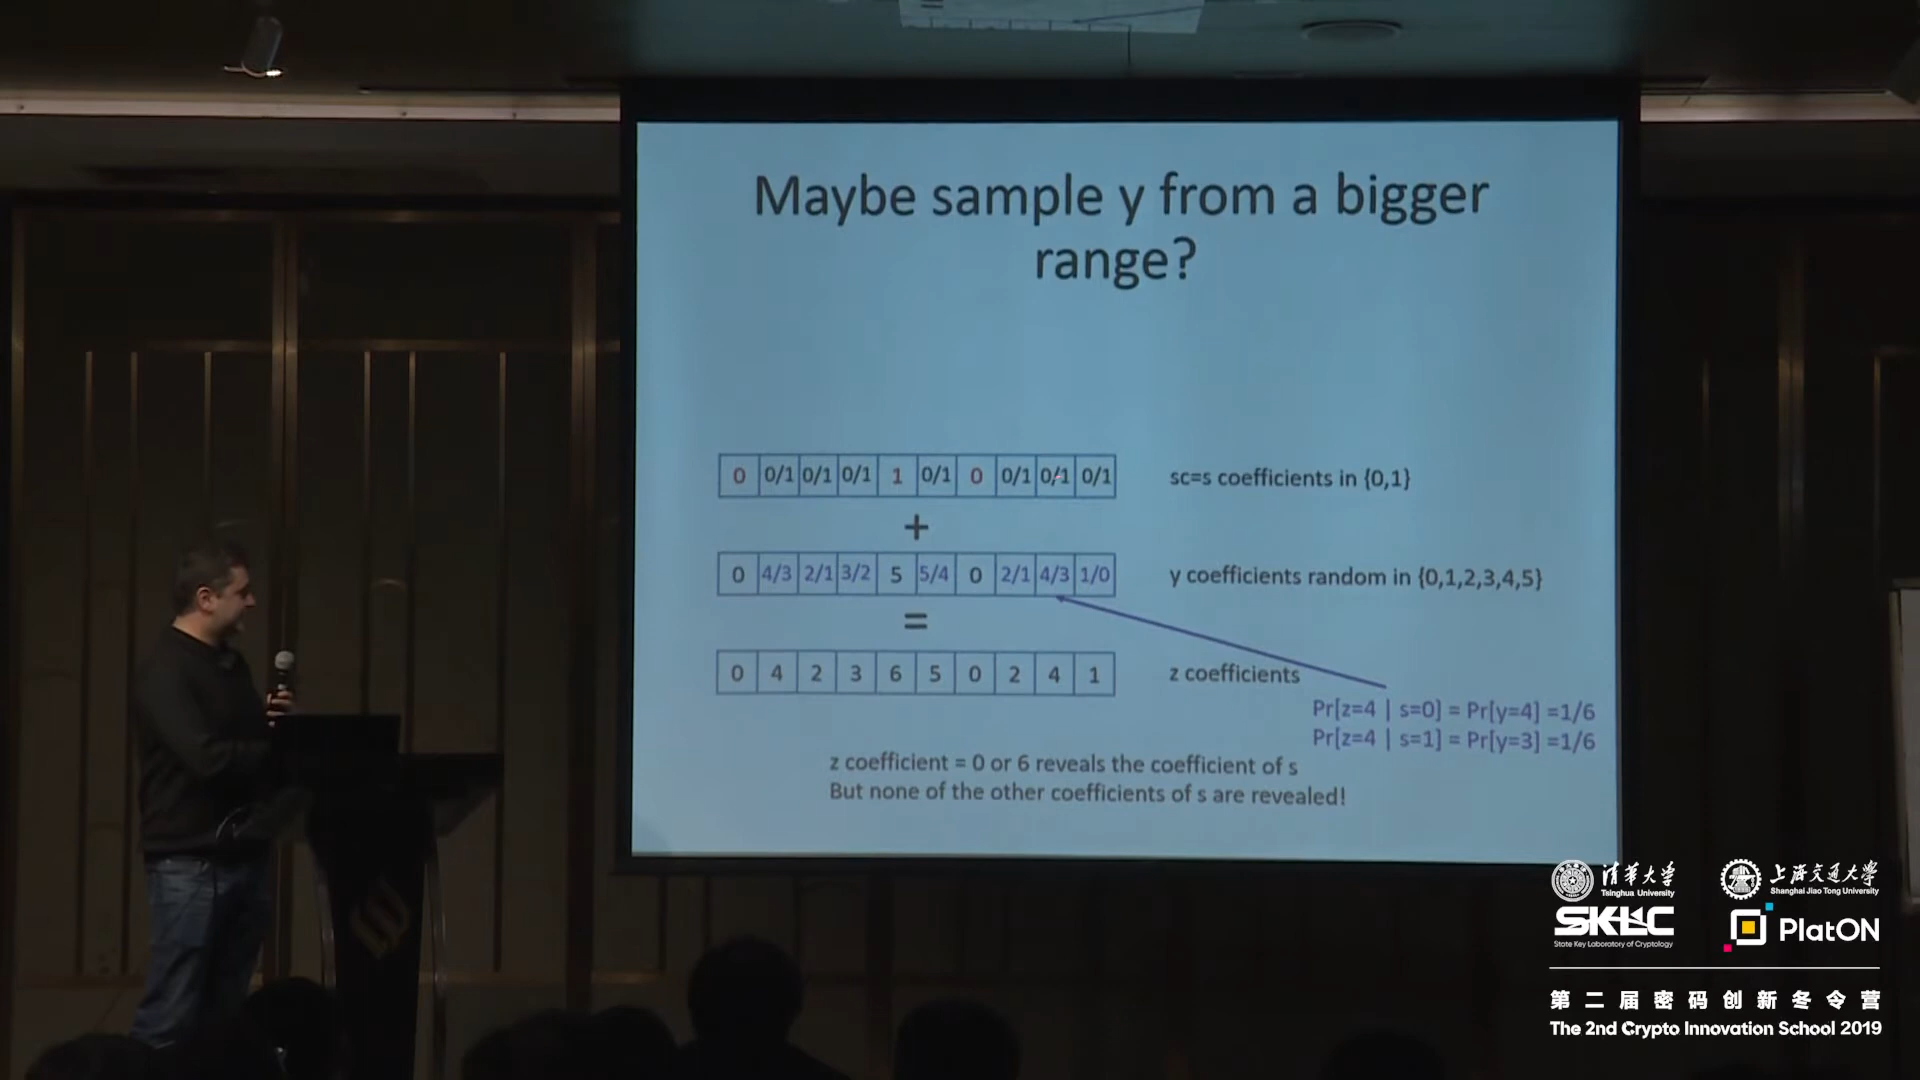 Maybe sample y from a bigger
range?
0 0/1 0/1 0/1 1 0/1 0 0/1 0/1 0/1
sc=s coefficients in {0,1}
+
0 4/3 2/1 3/2 5 5/4 0 2/1 4/3 1/0
y coefficients random in {0,1,2,3,4,5}
=
0 4 2 3 6 5 0 2 4 1
z coefficients
Pr[z=4 | s=0] = Pr[y=4] =1/6
Pr[z=4 | s=1] = Pr[y=3] =1/6
z coefficient = 0 or 6 reveals the coefficient of s
But none of the other coefficients of s are revealed!
清华大学
Tsinghua University
上海交通大学
Shanghai Jiao Tong University
SKLC
State Key Laboratory of Cryptology
PlatON
第二届密码创新冬令营
The 2nd Crypto Innovation School 2019